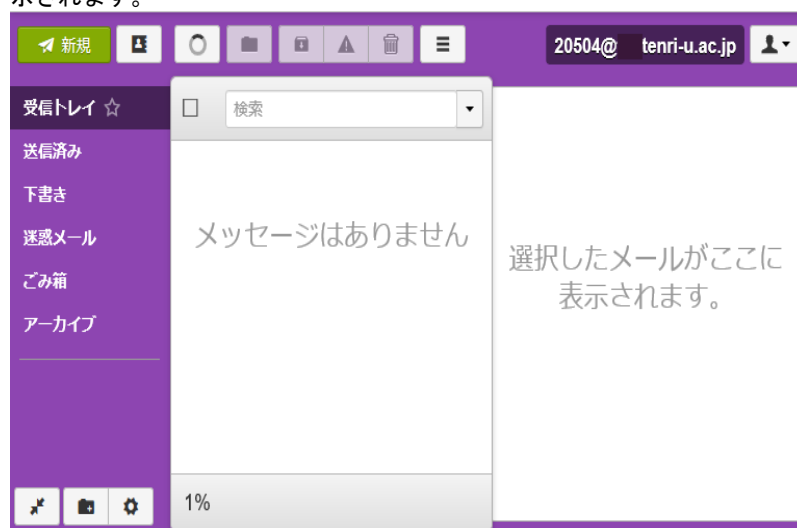 示されます。
新規
20504@ tenri-u.ac.jp
受信トレイ
検索
送信済み
下書き
迷惑メール
ごみ箱
アーカイブ
メッセージはありません
選択したメールがここに
表示されます。
1%